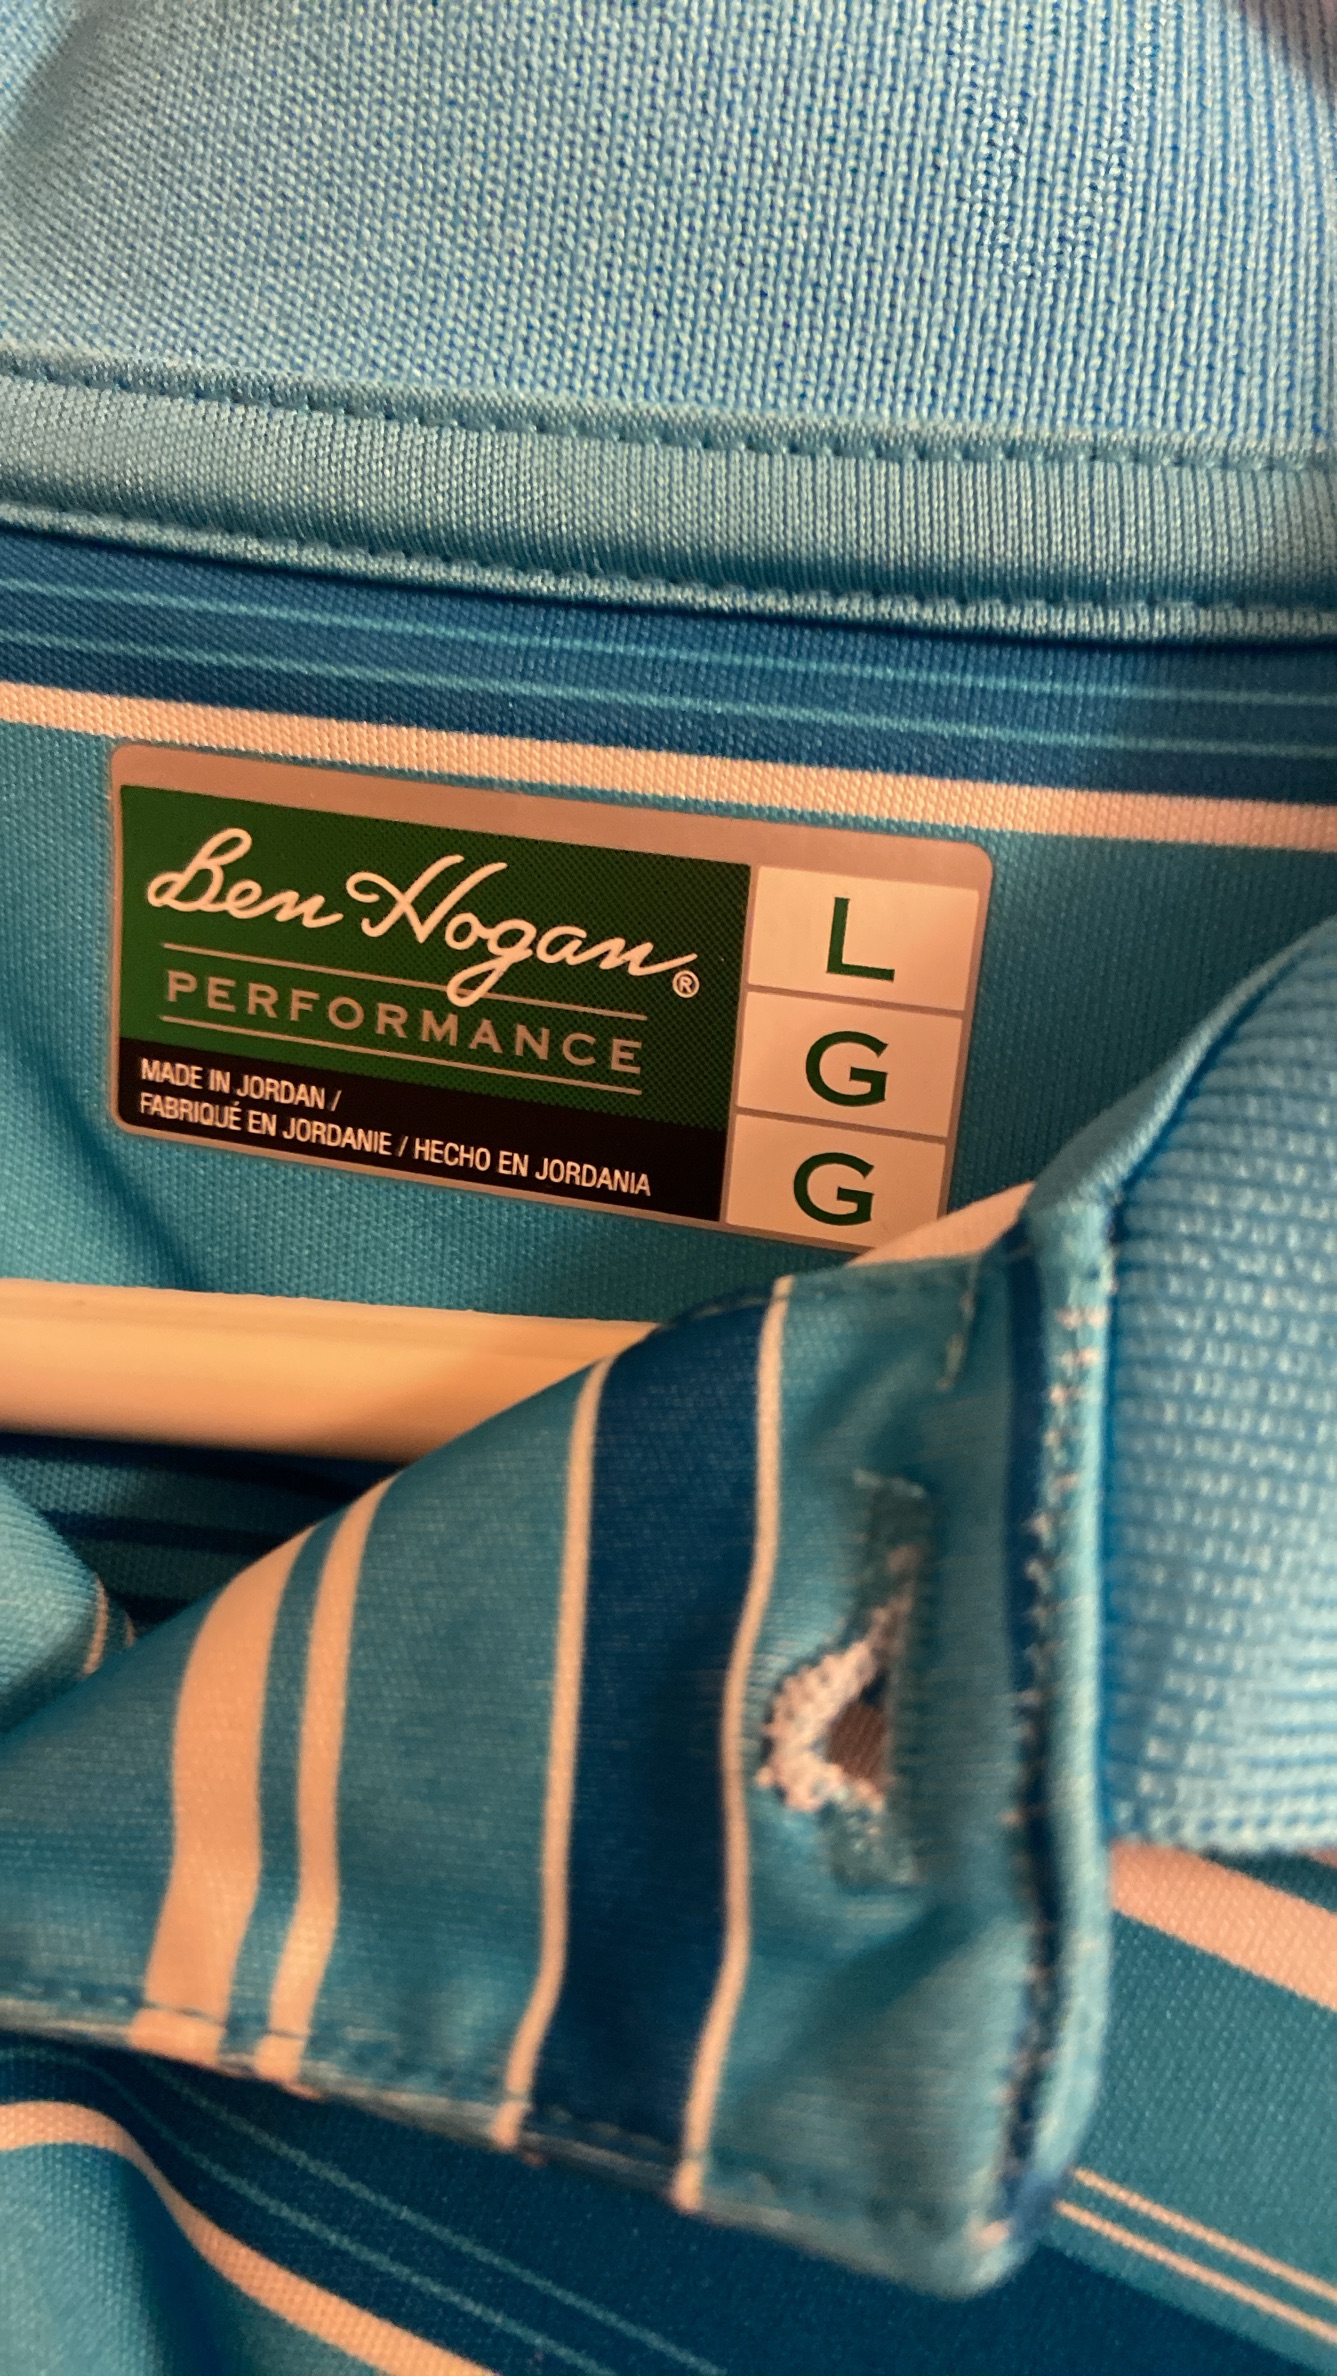 Ben Hogan®
PERFORMANCE
MADE IN JORDAN /
FABRIQUÉ EN JORDANIE / HECHO EN JORDANIA
L
G
G